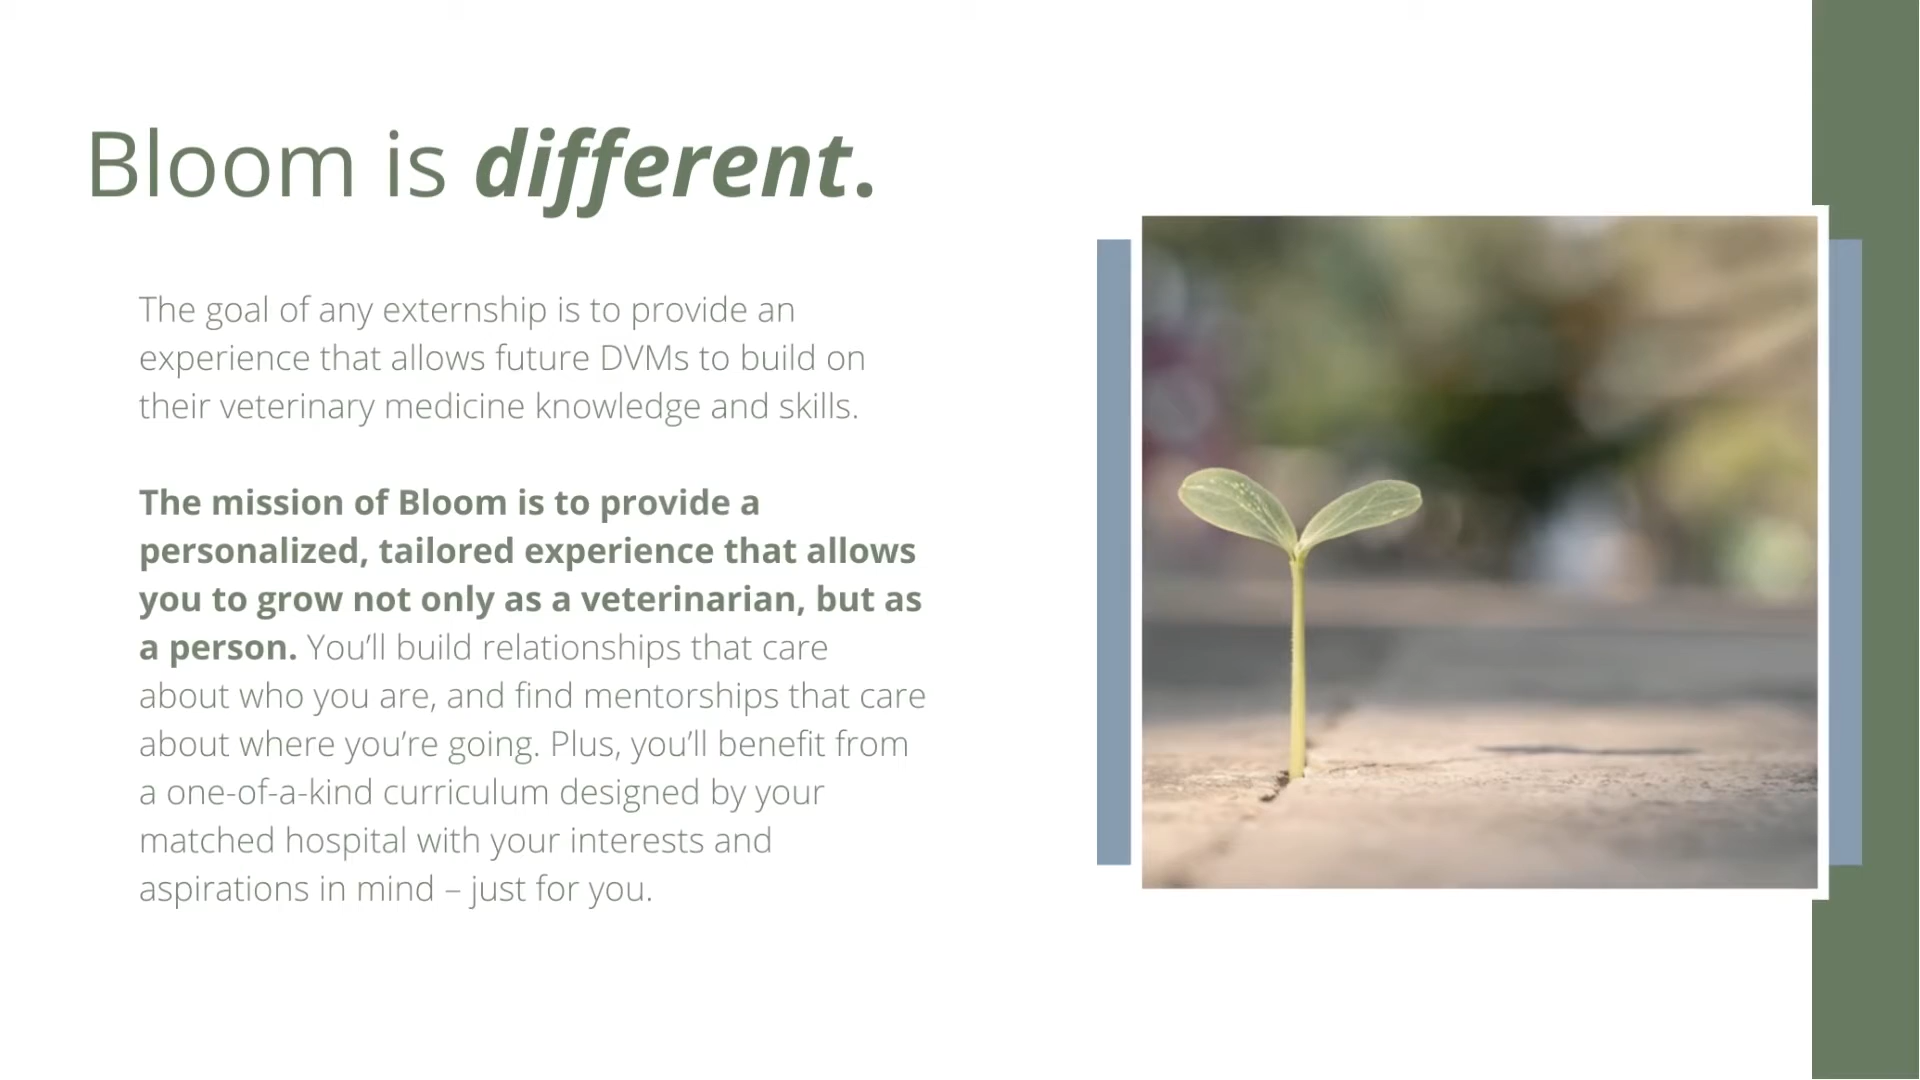 Bloom is different.
The goal of any externship is to provide an
experience that allows future DVMs to build on
their veterinary medicine knowledge and skills.
The mission of Bloom is to provide a
personalized, tailored experience that allows
you to grow not only as a veterinarian, but as
a person. You’ll build relationships that care
about who you are, and find mentorships that care
about where you’re going. Plus, you’ll benefit from
a one-of-a-kind curriculum designed by your
matched hospital with your interests and
aspirations in mind – just for you.